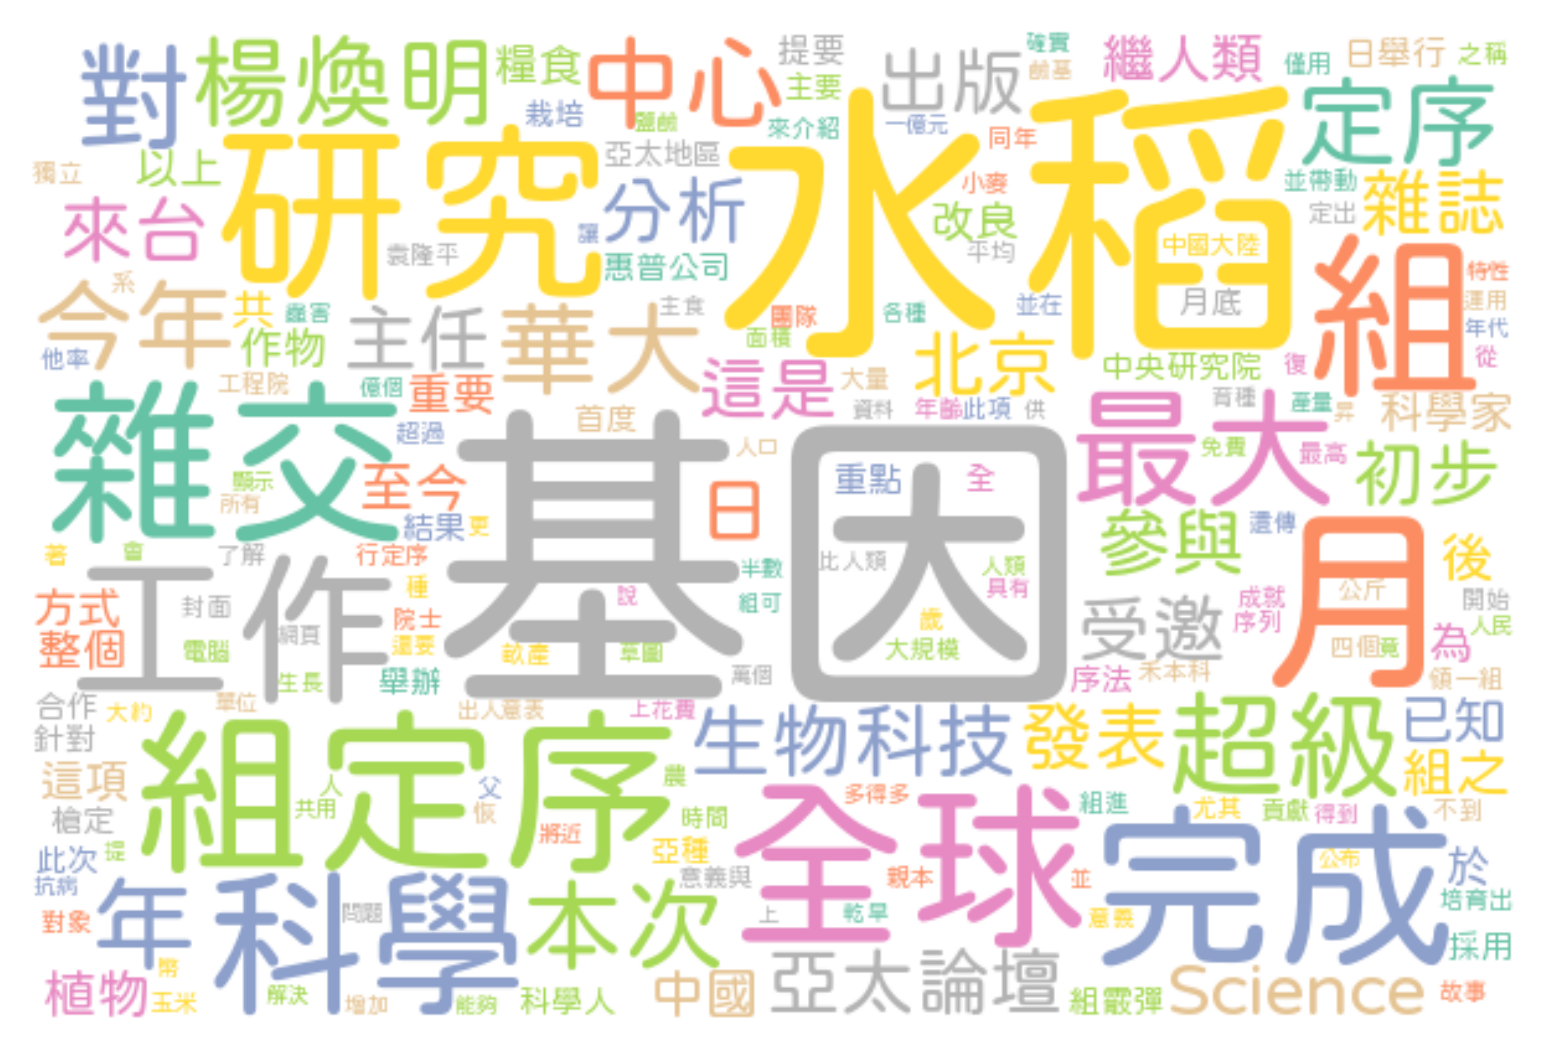 對
楊煥明
糧食
中心
提要
出版
確實
鹼基
繼人類
僅用
日舉行
之稱
栽培
鹽鹼
主要
來介紹
一億元
同年
水稻
定序
獨立
以上
研究
亞太地區
小麥
並帶動
雜誌
來台
讓
分析
改良
定出
袁隆平
惠普公司
平均
中國大陸
組
特性
今年
系
共
蟲害
主任
華大
主食
團隊
面積
各種
並在
月底
運用
年代
他率
作物
北京
中央研究院
復
從
工程院
億個
重要
這是
大量
雜交
首度
資料
年齡
此項
供
最大
育種
產量
昇
科學家
超過
基因
人口
免費
最高
初步
顯示
所有
至今
日
重點
全
結果
更
參與
遺傳
月
著
會
了解
行定序
半數
比人類
人類
具有
後
工作
種
說
組可
公斤
成就
序列
開始
方式
封面
院士
歲
受邀
人民
整個
網頁
電腦
還要
畝產
草圖
大規模
四個
竟
為
生長
舉辦
萬個
序法
禾本科
領一組
合作
大約
單位
出人意表
上花費
生物科技
發表
超級
已知
針對
組定序
組之
這項
人
父
農
多得多
組進
尤其
貢獻
得到
不到
槍定
共用
恢
時間
全球
完成
此次
提
將近
亞種
公布
於
抗病
年
科學
本次
意義與
親本
並
培育出
對象
問題
上
乾旱
意義
採用
植物
幣
玉米
解決
增加
能夠
科學人
中國
亞太論壇
組霰彈
Science
故事